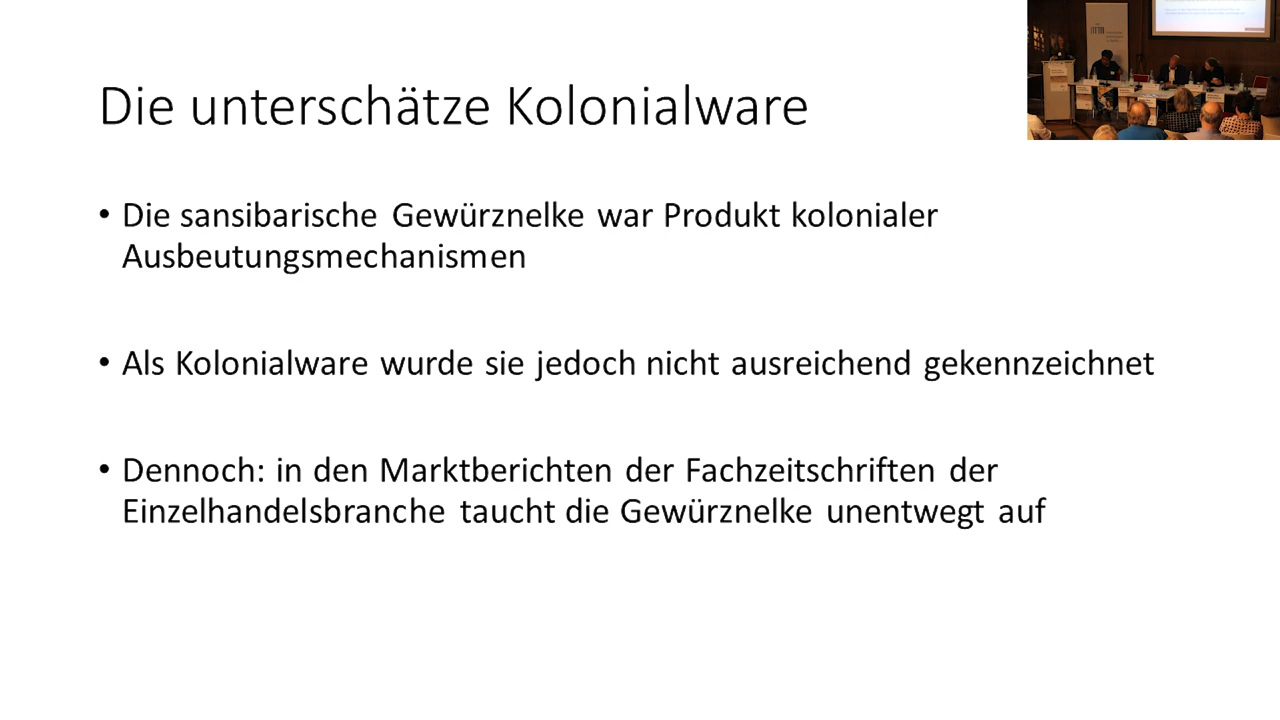 Die unterschätze Kolonialware
• Die sansibarische Gewürznelke war Produkt kolonialer
Ausbeutungsmechanismen
• Als Kolonialware wurde sie jedoch nicht ausreichend gekennzeichnet
• Dennoch: in den Marktberichten der Fachzeitschriften der
Einzelhandelsbranche taucht die Gewürznelke unentwegt auf